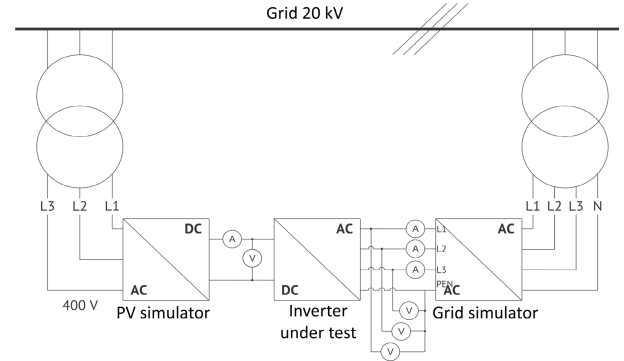 Grid 20 kV
L3 L2 L1
L1 L2 L3 N
DC
AC
400 V
PV simulator
A
V
AC
DC
Inverter
under test
A L1
A L2
A L3
PEN
V
V
V
AC
AC
Grid simulator